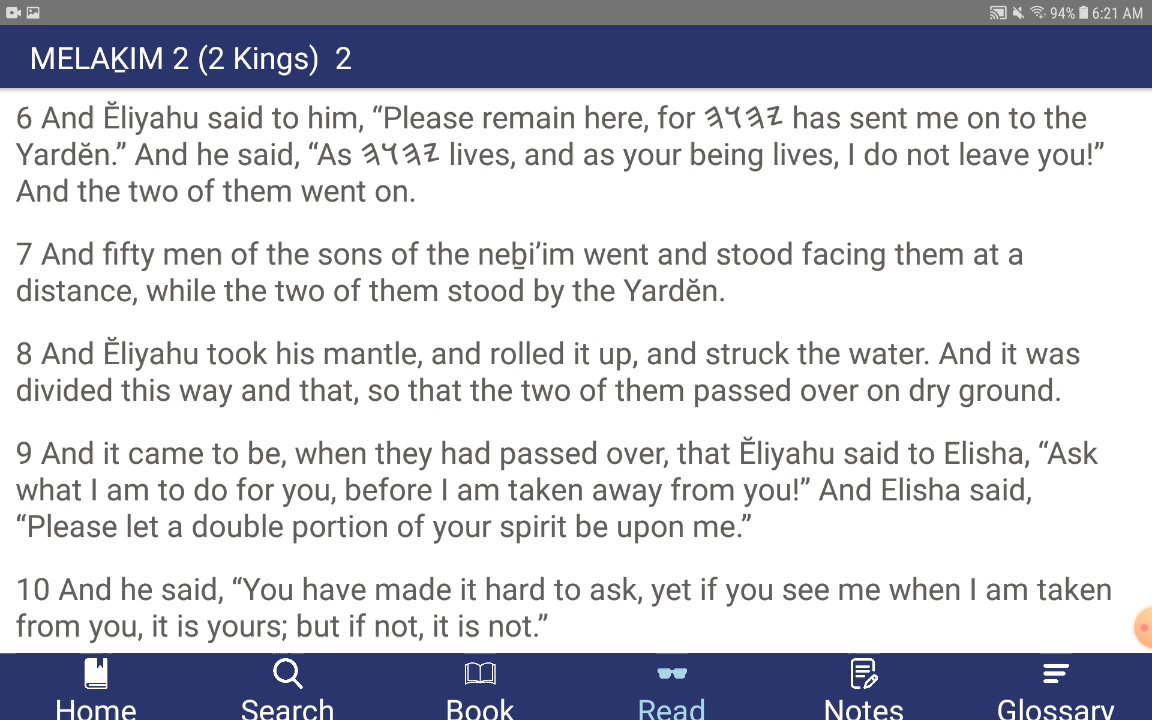 94% 6:21 AM
MELAḴIM 2 (2 Kings) 2
6 And Ĕliyahu said to him, “Please remain here, for 𐤉𐤄𐤅𐤄 has sent me on to the
Yardĕn.” And he said, “As 𐤉𐤄𐤅𐤄 lives, and as your being lives, I do not leave you!”
And the two of them went on.
7 And fifty men of the sons of the neḇi’im went and stood facing them at a
distance, while the two of them stood by the Yardĕn.
8 And Ĕliyahu took his mantle, and rolled it up, and struck the water. And it was
divided this way and that, so that the two of them passed over on dry ground.
9 And it came to be, when they had passed over, that Ĕliyahu said to Elisha, “Ask
what I am to do for you, before I am taken away from you!” And Elisha said,
“Please let a double portion of your spirit be upon me.”
10 And he said, “You have made it hard to ask, yet if you see me when I am taken
from you, it is yours; but if not, it is not.”
Home Search Book Read Notes Glossary